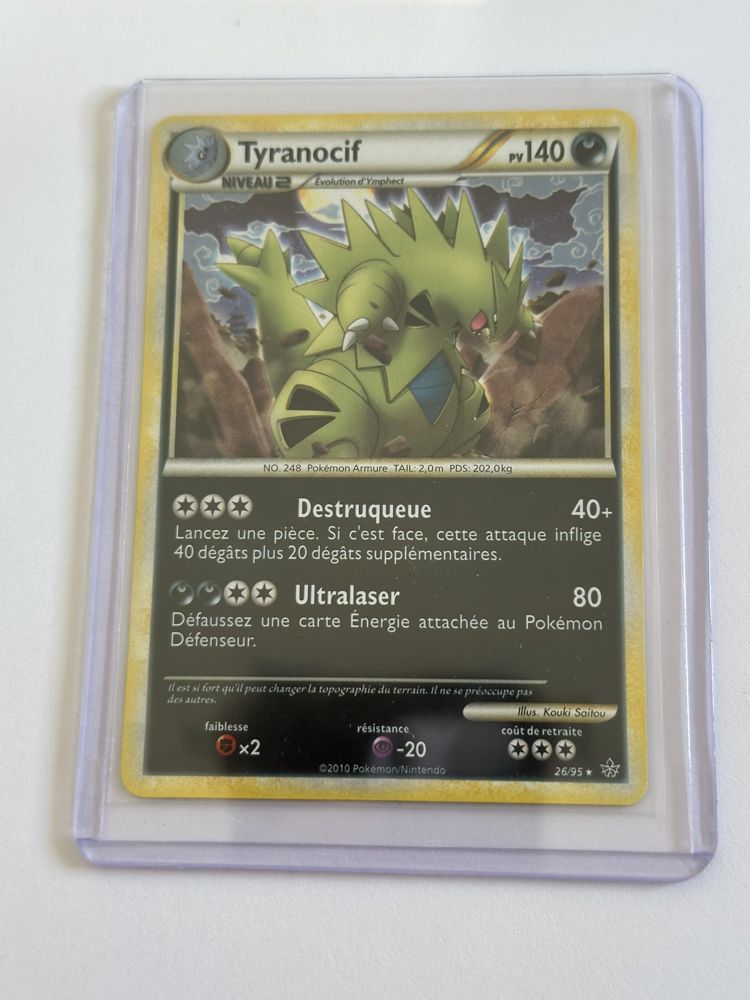 Tyranocif
PV 140
NIVEAU 2
Évolution d'Ymphect
NO. 248 Pokémon Armure TAIL: 2,0m PDS: 202,0kg
Destruqueue 40+
Lancez une pièce. Si c'est face, cette attaque inflige
40 dégâts plus 20 dégâts supplémentaires.
Ultralaser 80
Défaussez une carte Énergie attachée au Pokémon
Défenseur.
Il est si fort qu'il peut changer la topographie du terrain. Il ne se préoccupe pas
des autres.
Illus. Kouki Saitou
faiblesse résistance coût de retraite
x2 -20
©2010 Pokémon/Nintendo
26/95 ★